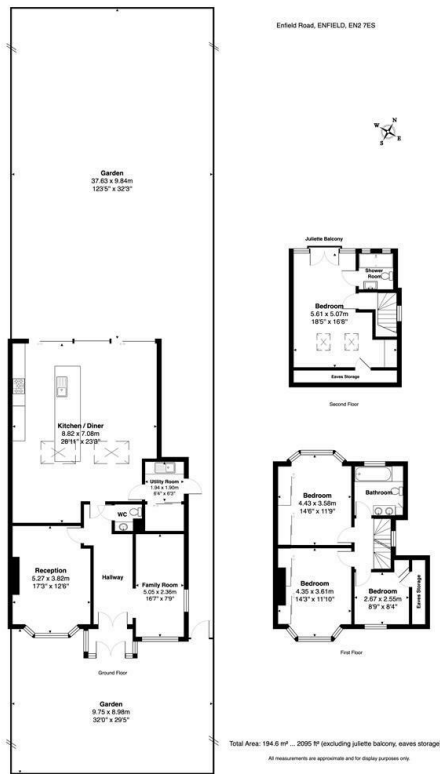 Enfield Road, ENFIELD, EN2 7ES
N
W
E
S
Garden
37.63 x 9.84m
123'5" x 32'3"
Juliette Balcony
Shower
Room
Bedroom
5.61 x 5.07m
18'5" x 16'8"
Eaves Storage
Second Floor
Kitchen / Diner
8.82 x 7.08m
28'11" x 23'3"
Utility Room
1.94 x 1.90m
6'4" x 6'3"
WC
Reception
5.27 x 3.82m
17'3" x 12'6"
Hallway
Family Room
5.05 x 2.36m
16'7" x 7'9"
Ground Floor
Bedroom
4.43 x 3.58m
14'6" x 11'9"
Bathroom
Bedroom
4.35 x 3.61m
14'3" x 11'10"
Bedroom
2.67 x 2.55m
8'9" x 8'4"
Eaves Storage
First Floor
Garden
9.75 x 8.98m
32'0" x 29'5"
Total Area: 194.6 m² ... 2095 ft² (excluding juliette balcony, eaves storage
All measurements are approximate and for display purposes only.